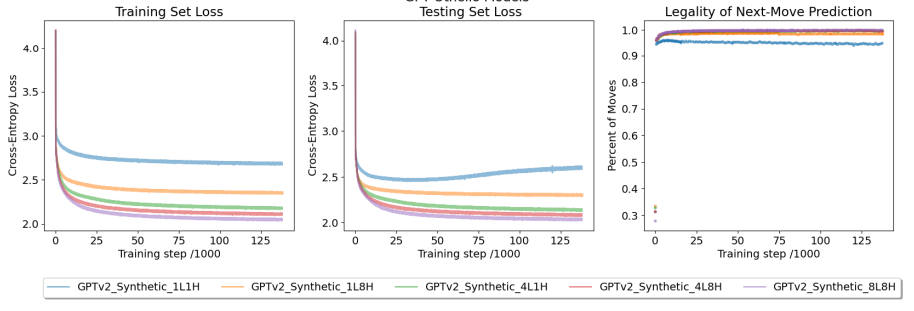 Training Set Loss
Testing Set Loss
Legality of Next-Move Prediction
Cross-Entropy Loss
4.0
3.5
3.0
2.5
2.0
0 25 50 75 100 125
Training step /1000
Cross-Entropy Loss
4.0
3.5
3.0
2.5
2.0
0 25 50 75 100 125
Training step /1000
Percent of Moves
1.0
0.9
0.8
0.7
0.6
0.5
0.4
0.3
0 25 50 75 100 125
Training step /1000
GPTv2_Synthetic_1L1H GPTv2_Synthetic_1L8H GPTv2_Synthetic_4L1H GPTv2_Synthetic_4L8H GPTv2_Synthetic_8L8H